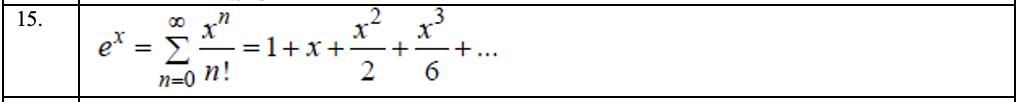 15. e^x = ∑_{n=0}^{∞} x^n/n! = 1 + x + x^2/2 + x^3/6 + ...